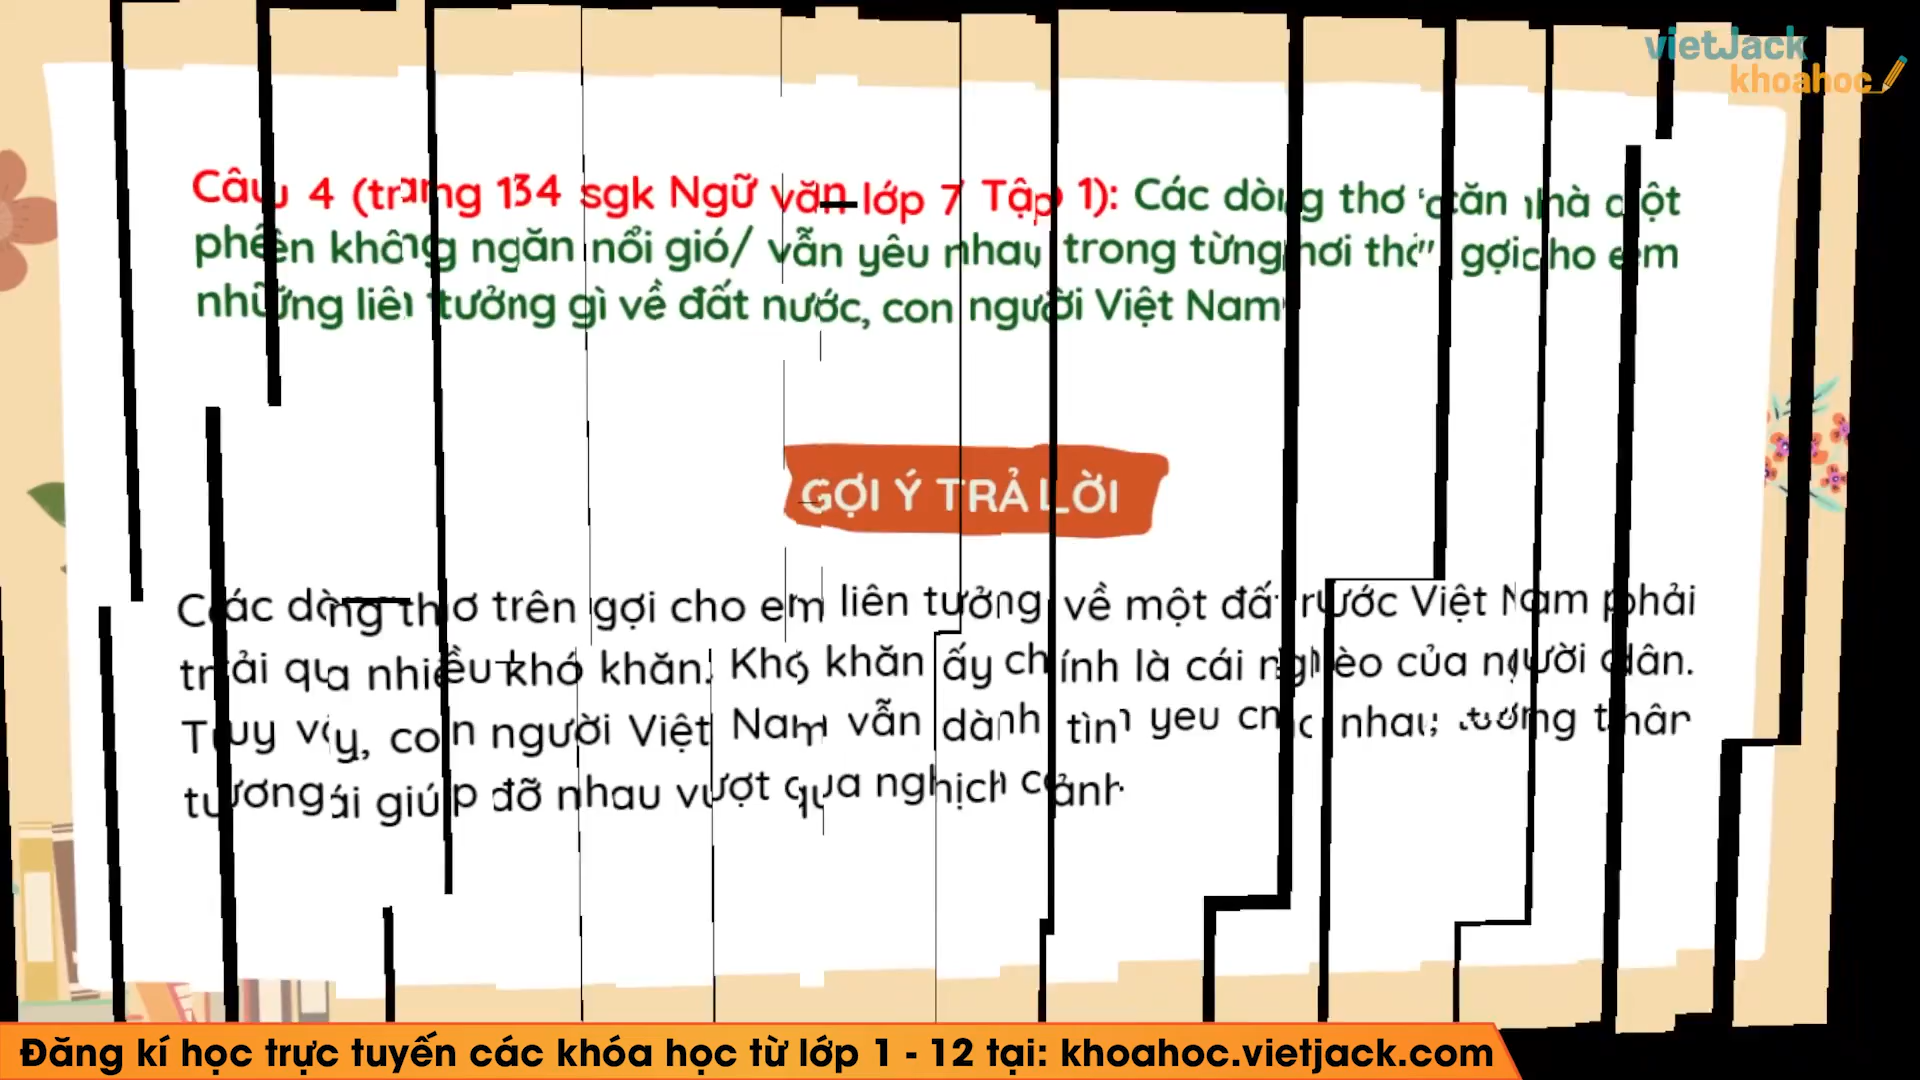 vietJack
khoahoc
Câu 4 (trang 134 sgk Ngữ văn lớp 7 Tập 1): Các dòng thơ "căn nhà dột
phên không ngăn nổi gió/ vẫn yêu nhau trong từng hơi thở" gợi cho em
những liên tưởng gì về đất nước, con người Việt Nam
GỢI Ý TRẢ LỜI
Các dòng thơ trên gợi cho em liên tưởng về một đất nước Việt Nam phải
trải qua nhiều khó khăn. Khó khăn ấy chính là cái nghèo của người dân.
Tuy vậy, con người Việt Nam vẫn dành tình yêu cho nhau, tương thân
tương ái giúp đỡ nhau vượt qua nghịch cảnh
Đăng kí học trực tuyến các khóa học từ lớp 1 - 12 tại: khoahoc.vietjack.com